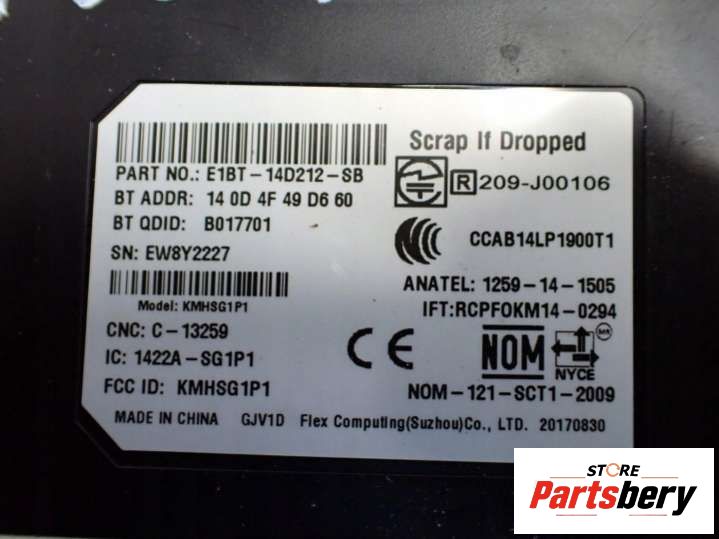 Scrap If Dropped
PART NO.: E1BT-14D212-SB
R 209-J00106
BT ADDR: 14 0D 4F 49 D6 60
BT QDID: B017701
CCAB14LP1900T1
SN: EW8Y2227
ANATEL: 1259-14-1505
Model: KMHSG1P1
IFT:RCPFOKM14-0294
CNC: C-13259
IC: 1422A-SG1P1
CE NOM NYCE MR
FCC ID: KMHSG1P1
NOM-121-SCT1-2009
MADE IN CHINA GJV1D Flex Computing(Suzhou)Co., LTD. 20170830
STORE
Partsbery